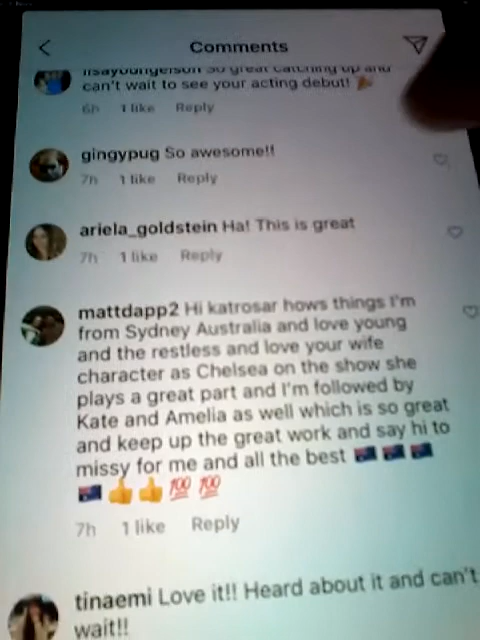 Comments
So great catching up and
can't wait to see your acting debut!
6h 1 like Reply
gingypug So awesome!!
7h 1 like Reply
ariela_goldstein Ha! This is great
7h 1 like Reply
mattdapp2 Hi katrosar hows things I'm
from Sydney Australia and love young
and the restless and love your wife
character as Chelsea on the show she
plays a great part and I'm followed by
Kate and Amelia as well which is so great
and keep up the great work and say hi to
missy for me and all the best 🇦🇺 🇦🇺 🇦🇺
🇦🇺 👍 👍 💯 💯
7h 1 like Reply
tinaemi Love it!! Heard about it and can't
wait!!